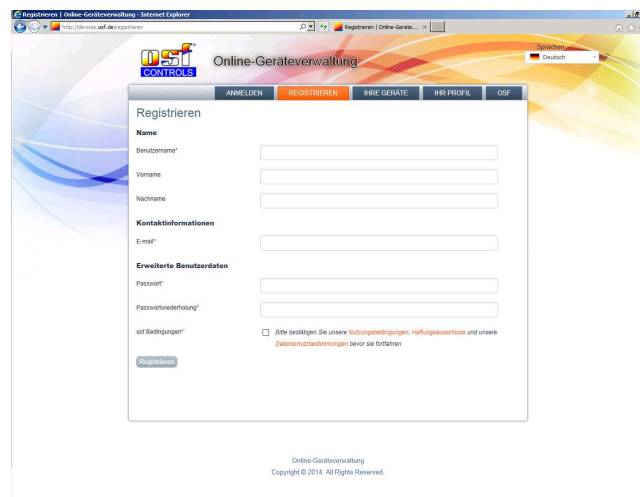 Registrieren | Online-Geräteverwaltung - Internet Explorer
http://devices.osf.de/registrieren
Registrieren | Online-Geräte...
osf
CONTROLS
Online-Geräteverwaltung
Sprachen
Deutsch
ANMELDEN
REGISTRIEREN
IHRE GERÄTE
IHR PROFIL
OSF
Registrieren
Name
Benutzername*
Vorname
Nachname
Kontaktinformationen
E-mail*
Erweiterte Benutzerdaten
Passwort*
Passwortwiederholung*
osf Bedingungen*
Bitte bestätigen Sie unsere Nutzungsbedingungen, Haftungsausschluss und unsere
Datenschutzbestimmungen bevor sie fortfahren.
Registrieren
Online-Geräteverwaltung
Copyright © 2014. All Rights Reserved.